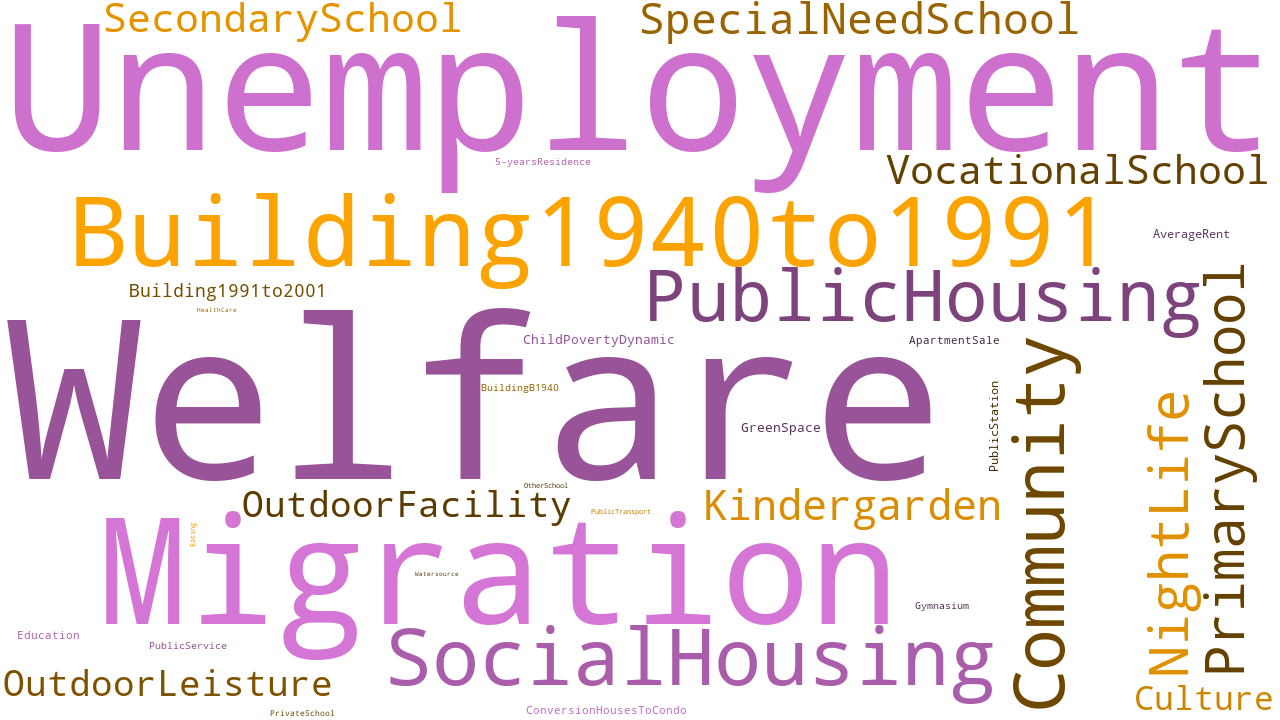 SecondarySchool
SpecialNeedSchool
Unemployment
5-yearsResidence
VocationalSchool
Building1940to1991
AverageRent
PublicHousing
Building1991to2001
HealthCare
Welfare
ChildPovertyDynamic
ApartmentSale
BuildingB1940
GreenSpace
PublicStation
Community
NightLife
PrimarySchool
OtherSchool
OutdoorFacility
PublicTransport
Kindergarden
Eating
Migration
Watersource
Gymnasium
Education
PublicService
SocialHousing
OutdoorLeisture
Culture
PrivateSchool
ConversionHousesToCondo